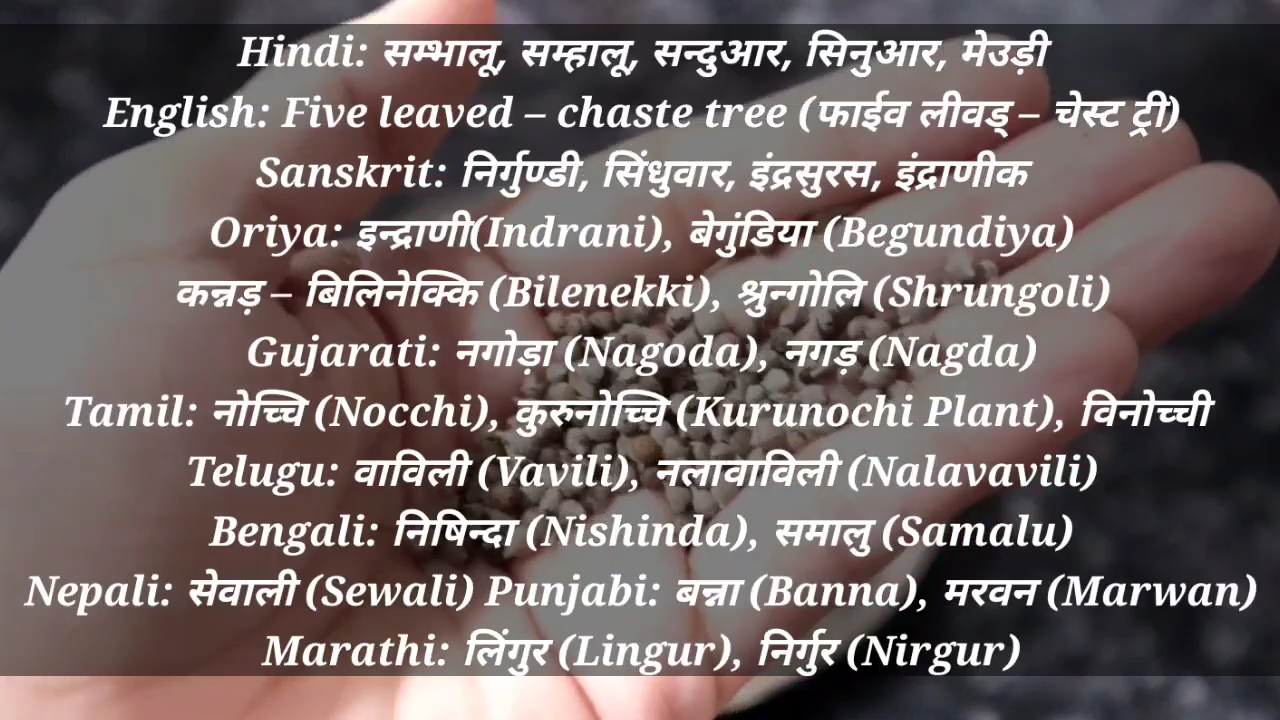 Hindi: सम्भालू, सम्हालू, सन्दुआर, सिनुआर, मेउड़ी
English: Five leaved – chaste tree (फाईव लीवड् – चेस्ट ट्री)
Sanskrit: निर्गुण्डी, सिंधुवार, इंद्रसुरस, इंद्राणीक
Oriya: इन्द्राणी(Indrani), बेगुंडिया (Begundiya)
कन्नड़ – बिलिनेक्कि (Bilenekki), श्रुन्गोलि (Shrungoli)
Gujarati: नगोड़ा (Nagoda), नगड़ (Nagda)
Tamil: नोच्चि (Nocchi), कुरुनोच्चि (Kurunochi Plant), विनोच्ची
Telugu: वाविली (Vavili), नलावाविली (Nalavavili)
Bengali: निषिन्दा (Nishinda), समालु (Samalu)
Nepali: सेवाली (Sewali) Punjabi: बन्ना (Banna), मरवन (Marwan)
Marathi: लिंगुर (Lingur), निर्गुर (Nirgur)